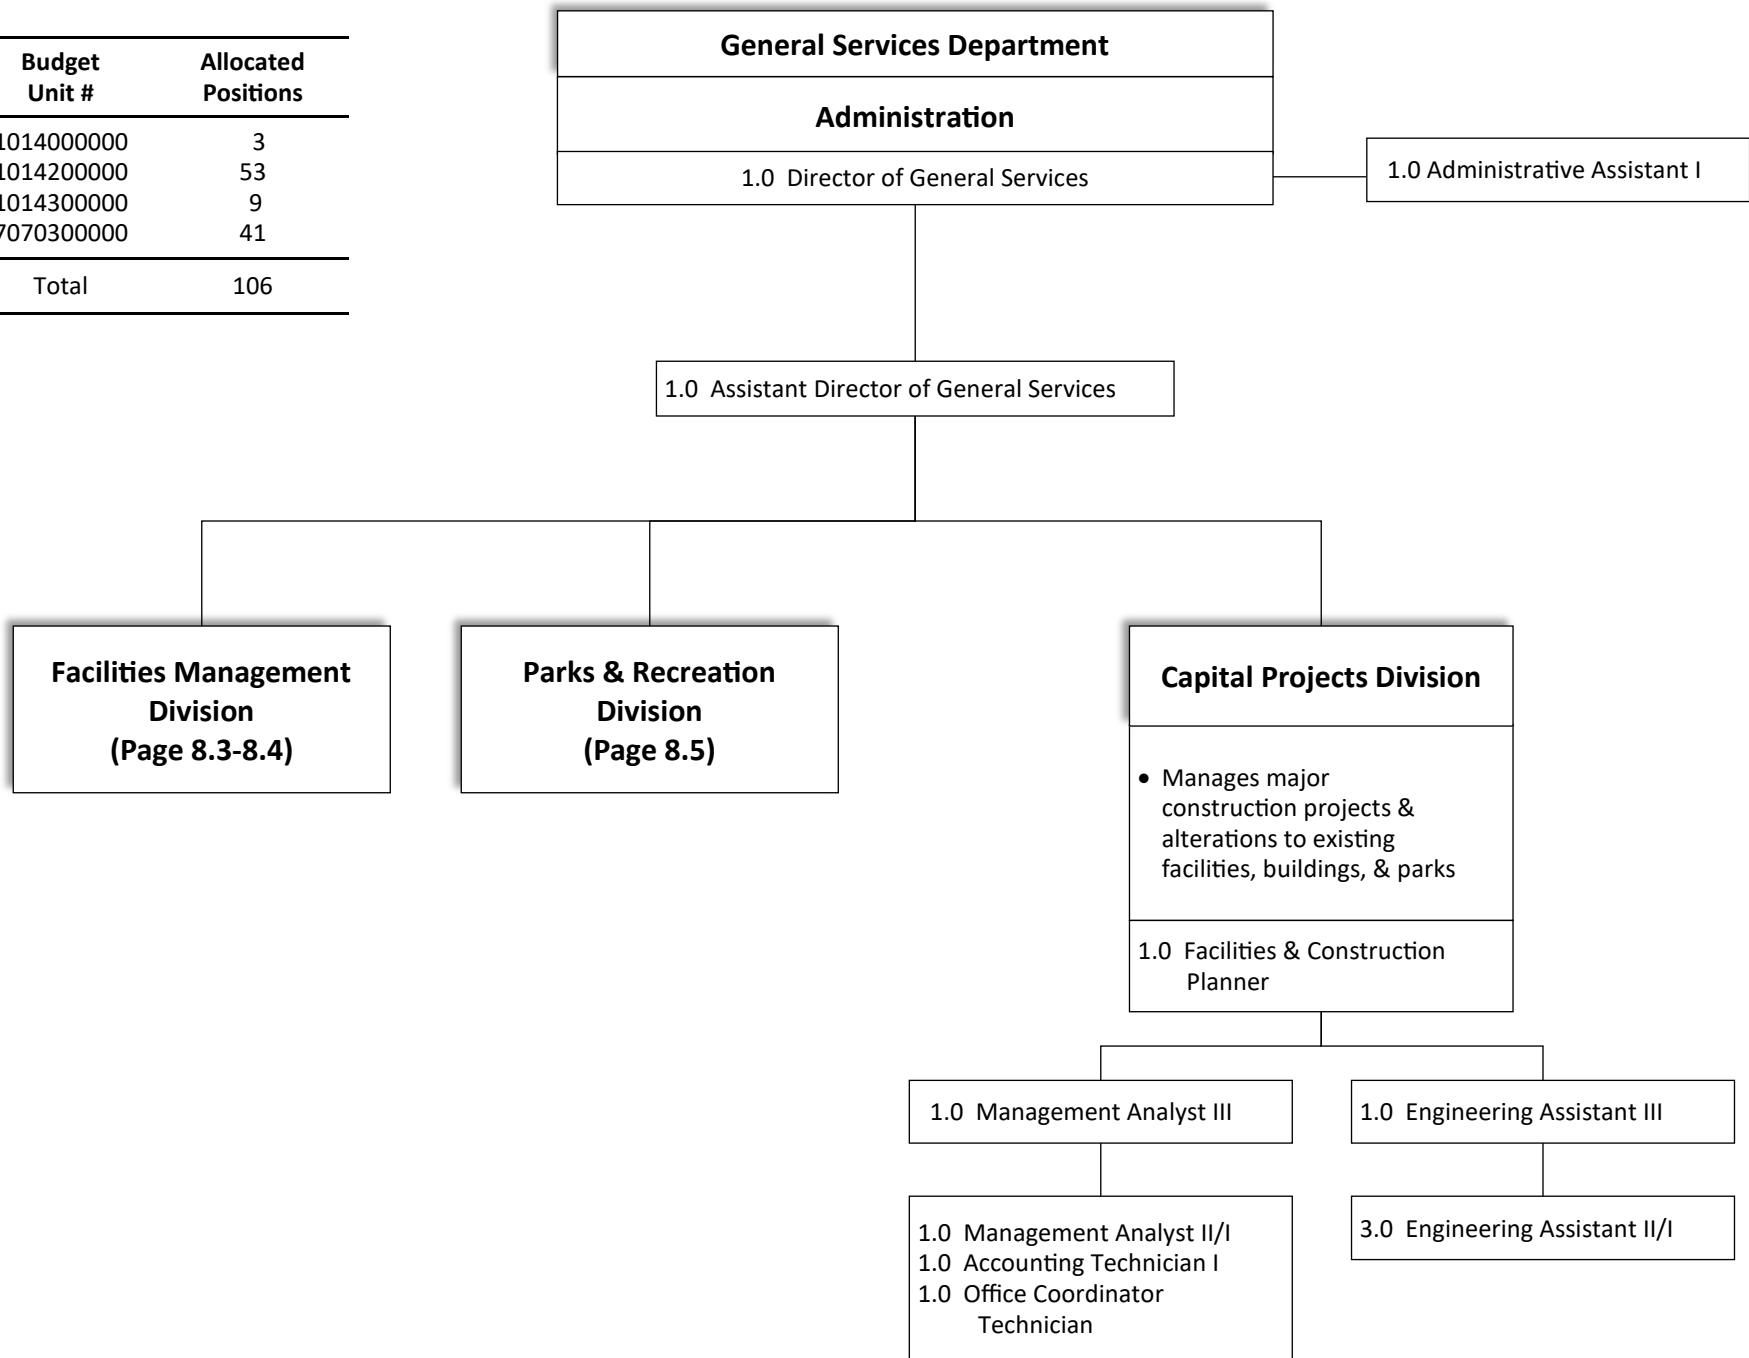 Budget Unit # Allocated Positions
1014000000 3
1014200000 53
1014300000 9
7070300000 41
Total 106
General Services Department
Administration
1.0 Director of General Services
1.0 Administrative Assistant I
1.0 Assistant Director of General Services
Facilities Management
Division
(Page 8.3-8.4)
Parks & Recreation
Division
(Page 8.5)
Capital Projects Division
• Manages major
construction projects &
alterations to existing
facilities, buildings, & parks
1.0 Facilities & Construction
Planner
1.0 Management Analyst III
1.0 Engineering Assistant III
1.0 Management Analyst II/I
1.0 Accounting Technician I
1.0 Office Coordinator
Technician
3.0 Engineering Assistant II/I